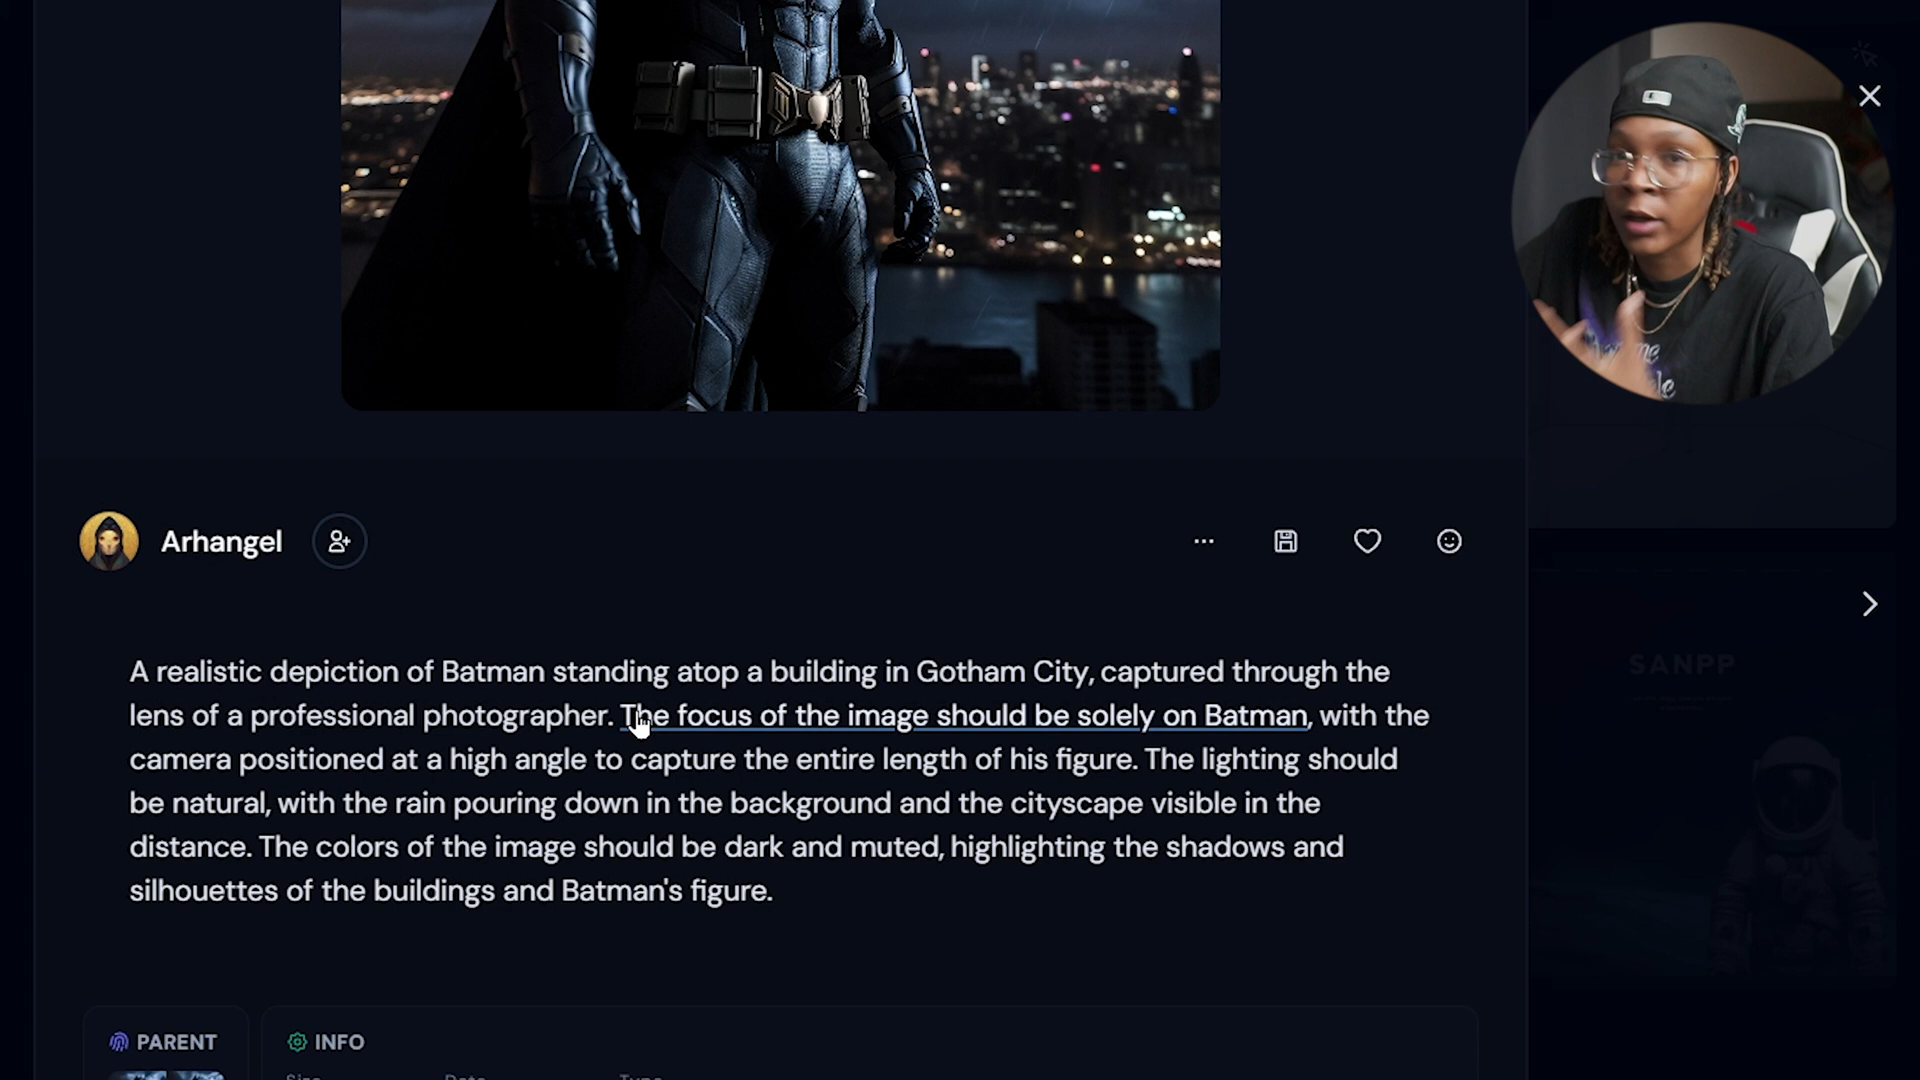 Arhangel
A realistic depiction of Batman standing atop a building in Gotham City, captured through the
lens of a professional photographer. The focus of the image should be solely on Batman, with the
camera positioned at a high angle to capture the entire length of his figure. The lighting should
be natural, with the rain pouring down in the background and the cityscape visible in the
distance. The colors of the image should be dark and muted, highlighting the shadows and
silhouettes of the buildings and Batman's figure.
SANPP
PARENT
INFO
Size Date Type